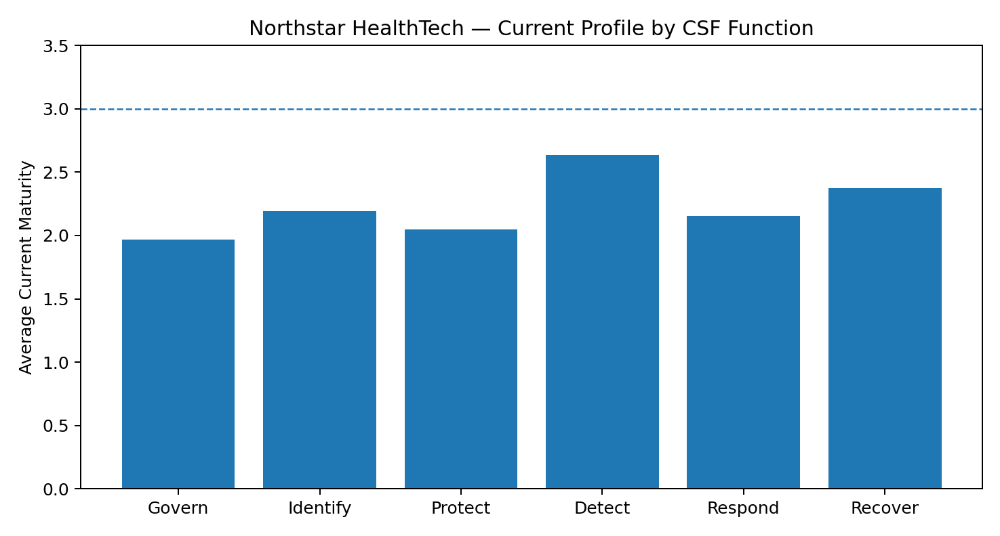 Northstar HealthTech — Current Profile by CSF Function
Average Current Maturity
3.5
3.0
2.5
2.0
1.5
1.0
0.5
0.0
Govern Identify Protect Detect Respond Recover